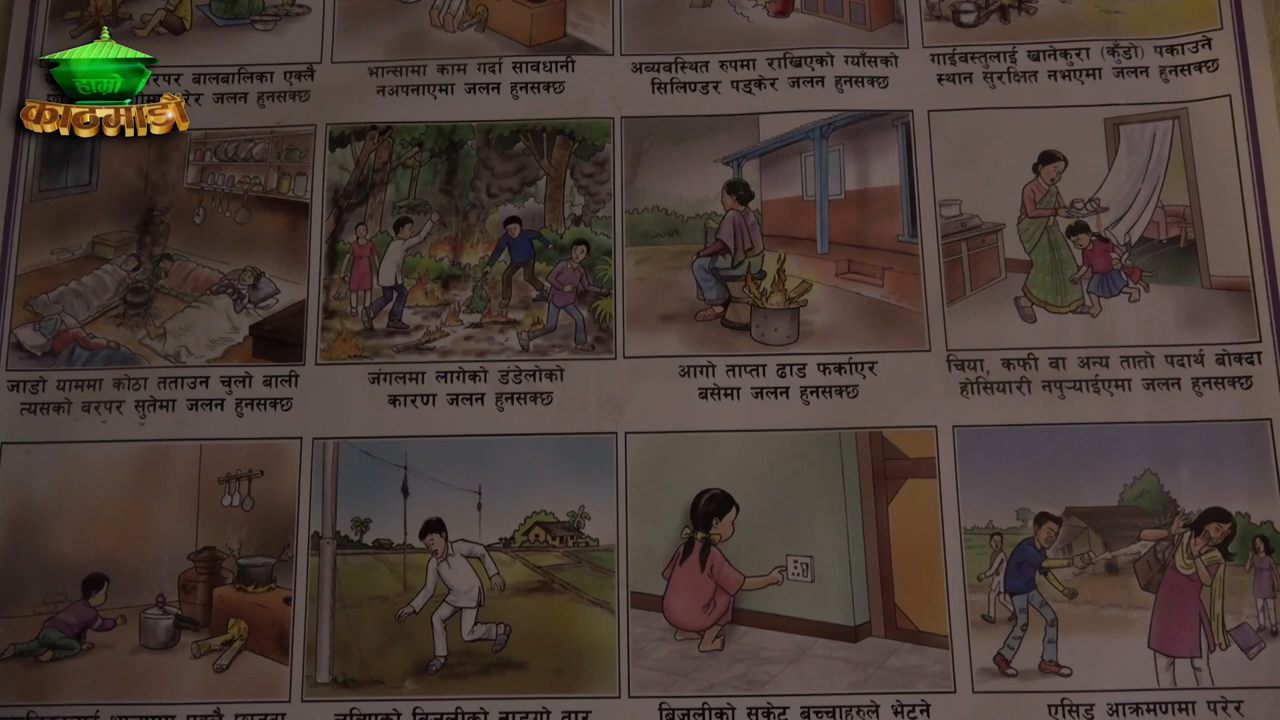 हाम्रो
काठमाडौं
वरपर बालबालिका एक्लै
जलन हुनसक्छ
भान्सामा काम गर्दा सावधानी
नअपनाएमा जलन हुनसक्छ
अव्यवस्थित रुपमा राखिएको ग्याँसको
सिलिण्डर पड्केर जलन हुनसक्छ
गाईवस्तुलाई खानेकुरा (कुँडो) पकाउने
स्थान सुरक्षित नभएमा जलन हुनसक्छ
जाडो याममा कोठा तताउन चुलो बाली
त्यसको वरपर सुतेमा जलन हुनसक्छ
जंगलमा लागेको डंडेलोको
कारण जलन हुनसक्छ
आगो ताप्ता ढाड फर्काएर
बसेमा जलन हुनसक्छ
चिया, कफी वा अन्य तातो पदार्थ बोक्दा
होसियारी नपुऱ्याईएमा जलन हुनसक्छ
बिजुलीको सकेट बच्चाहरुले भेट्ने
एसिड आक्रमणमा परेर